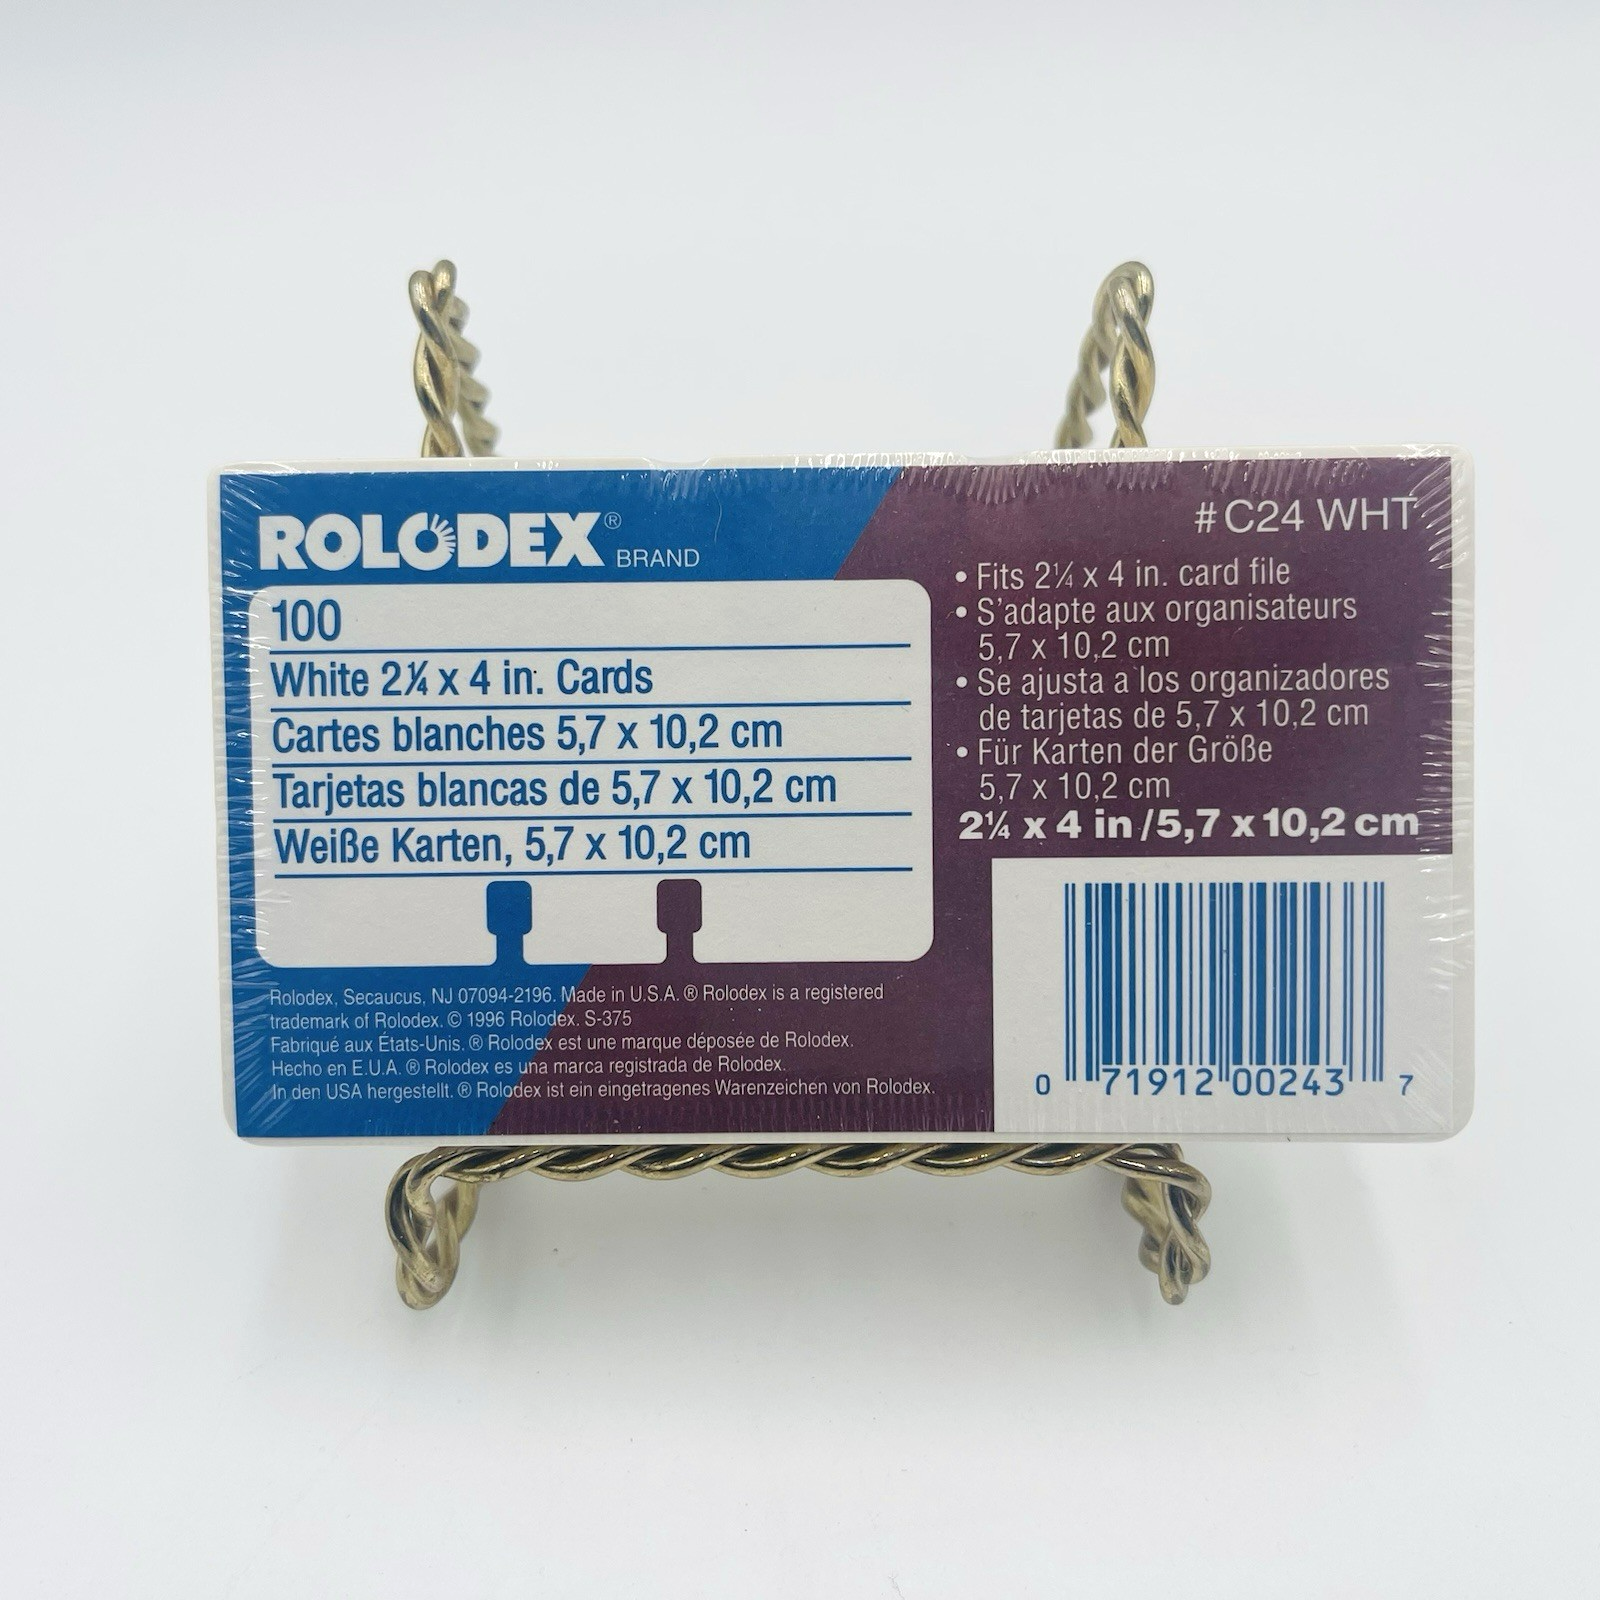 ROLODEX® BRAND
100
White 2¼ x 4 in. Cards
Cartes blanches 5,7 x 10,2 cm
Tarjetas blancas de 5,7 x 10,2 cm
Weiße Karten, 5,7 x 10,2 cm
Rolodex, Secaucus, NJ 07094-2196. Made in U.S.A. ® Rolodex is a registered
trademark of Rolodex. © 1996 Rolodex. S-375
Fabriqué aux États-Unis. ® Rolodex est une marque déposée de Rolodex.
Hecho en E.U.A. ® Rolodex es una marca registrada de Rolodex.
In den USA hergestellt. ® Rolodex ist ein eingetragenes Warenzeichen von Rolodex.
#C24 WHT
• Fits 2¼ x 4 in. card file
• S'adapte aux organisateurs
5,7 x 10,2 cm
• Se ajusta a los organizadores
de tarjetas de 5,7 x 10,2 cm
• Für Karten der Größe
5,7 x 10,2 cm
2¼ x 4 in/5,7 x 10,2 cm
0 71912 00243 7